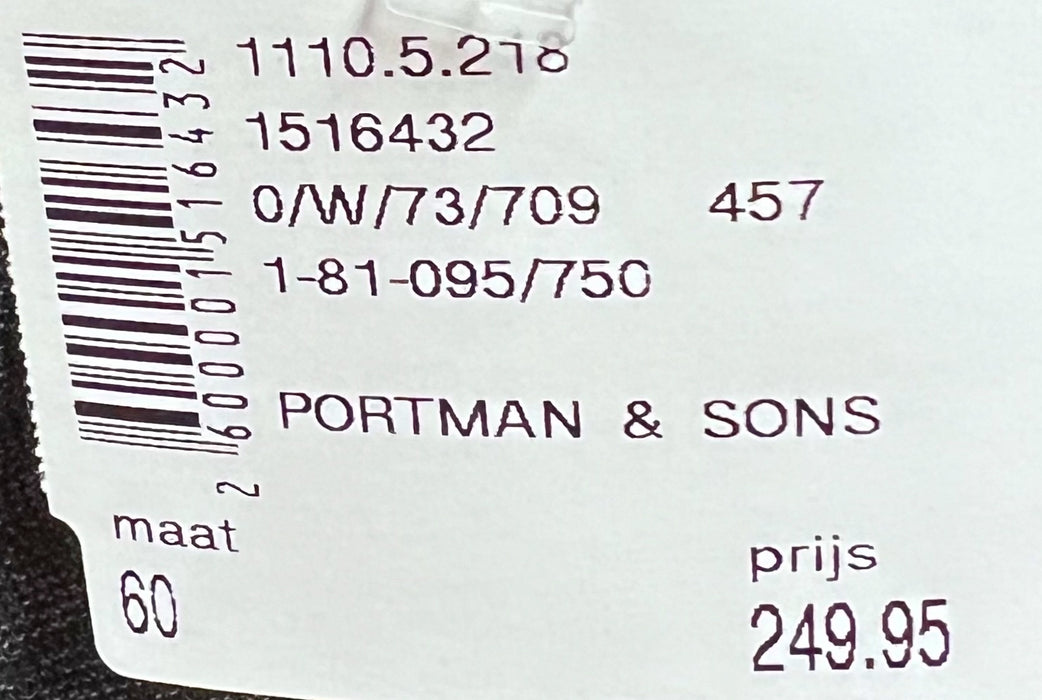 1110.5.218
1516432
0/W/73/709 457
1-81-095/750
2600001516432
PORTMAN & SONS
maat
60
prijs
249.95